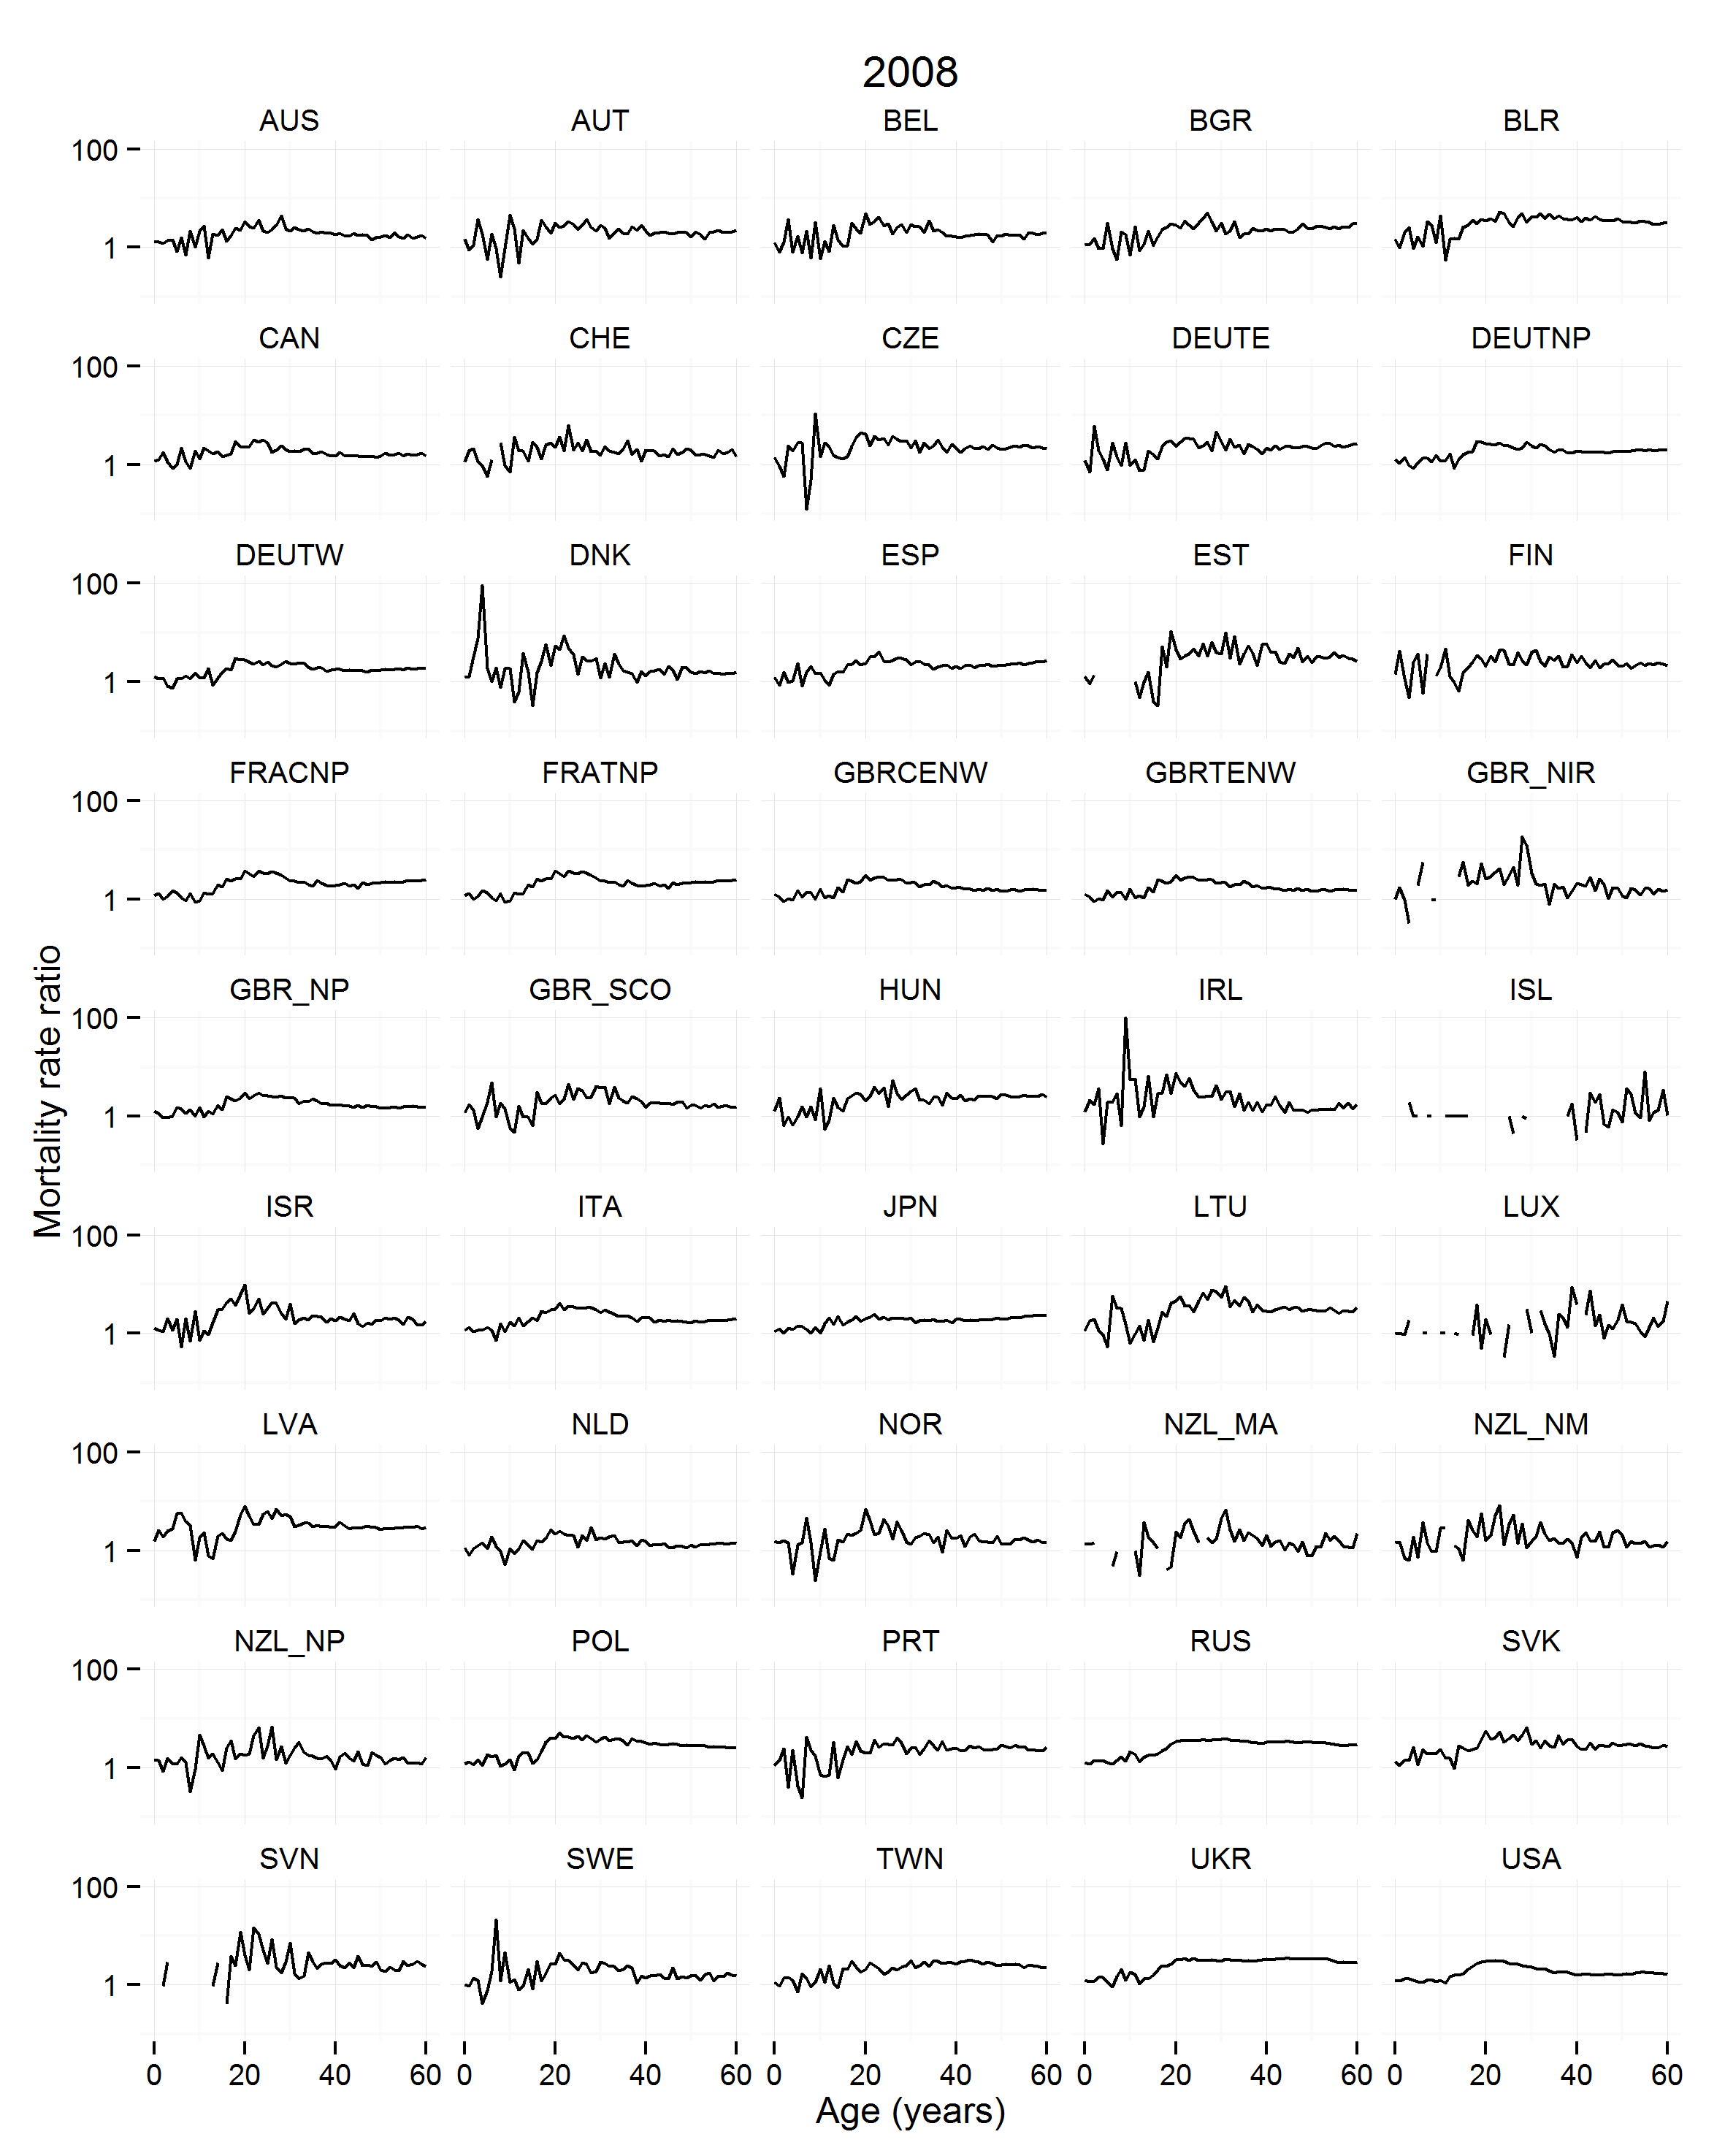 2008
AUS AUT BEL BGR BLR
100
1
CAN CHE CZE DEUTE DEUTNP
100
1
DEUTW DNK ESP EST FIN
100
1
FRACNP FRATNP GBRCENW GBRTENW GBR_NIR
100
1
GBR_NP GBR_SCO HUN IRL ISL
100
1
Mortality rate ratio
ISR ITA JPN LTU LUX
100
1
LVA NLD NOR NZL_MA NZL_NM
100
1
NZL_NP POL PRT RUS SVK
100
1
SVN SWE TWN UKR USA
100
1
0 20 40 60 0 20 40 60 0 20 40 60 0 20 40 60 0 20 40 60
Age (years)